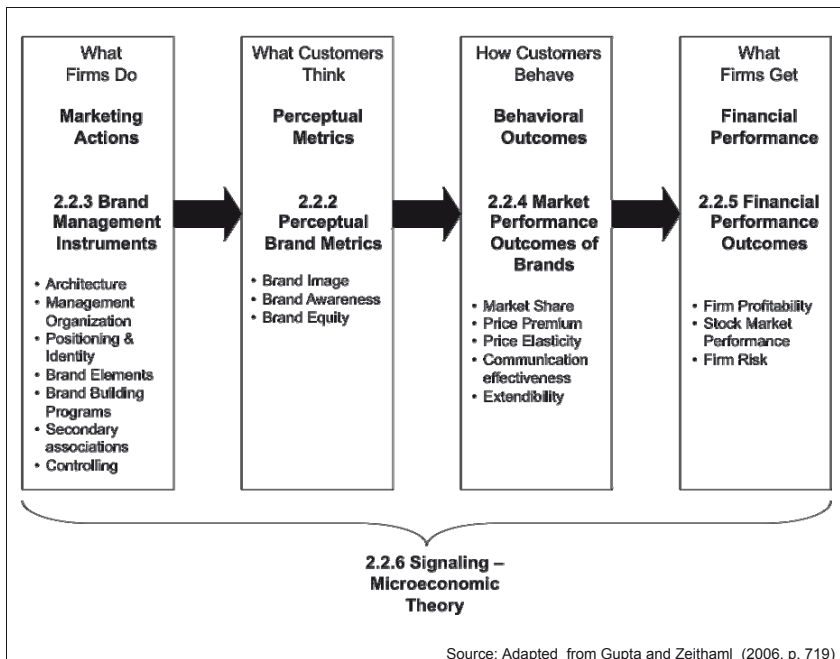 What
Firms Do
Marketing
Actions
2.2.3 Brand
Management
Instruments
• Architecture
• Management
Organization
• Positioning &
Identity
• Brand Elements
• Brand Building
Programs
• Secondary
associations
• Controlling
What Customers
Think
Perceptual
Metrics
2.2.2
Perceptual
Brand Metrics
• Brand Image
• Brand Awareness
• Brand Equity
How Customers
Behave
Behavioral
Outcomes
2.2.4 Market
Performance
Outcomes of
Brands
• Market Share
• Price Premium
• Price Elasticity
• Communication
effectiveness
• Extendibility
What
Firms Get
Financial
Performance
2.2.5 Financial
Performance
Outcomes
• Firm Profitability
• Stock Market
Performance
• Firm Risk
2.2.6 Signaling –
Microeconomic
Theory
Source: Adapted from Gupta and Zeithaml (2006, p. 719)